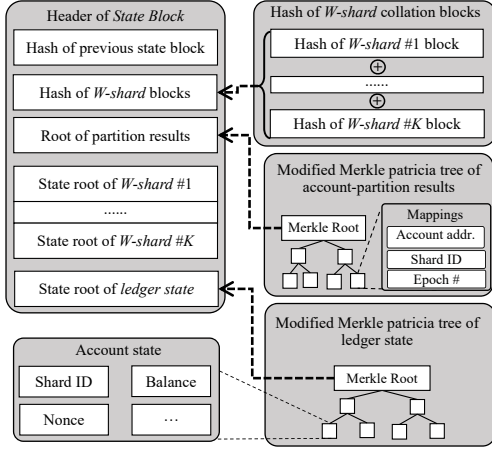 Header of State Block
Hash of previous state block
Hash of W-shard blocks
Root of partition results
State root of W-shard #1
......
State root of W-shard #K
State root of ledger state
Hash of W-shard collation blocks
Hash of W-shard #1 block
⊕
......
⊕
Hash of W-shard #K block
Modified Merkle patricia tree of
account-partition results
Merkle Root
Mappings
Account addr.
Shard ID
Epoch #
Modified Merkle patricia tree of
ledger state
Merkle Root
Account state
Shard ID
Balance
Nonce
...